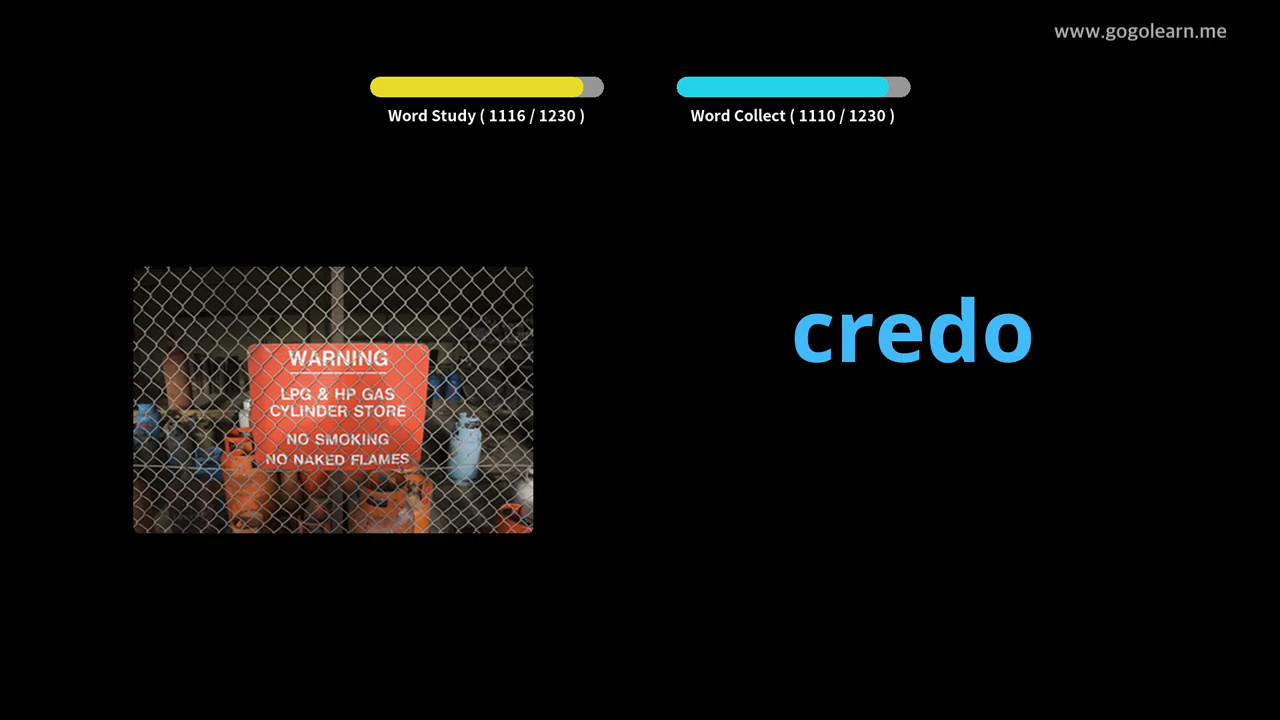 www.gogolearn.me
Word Study ( 1116 / 1230 )
Word Collect ( 1110 / 1230 )
WARNING
LPG & HP GAS
CYLINDER STORE
NO SMOKING
NO NAKED FLAMES
credo